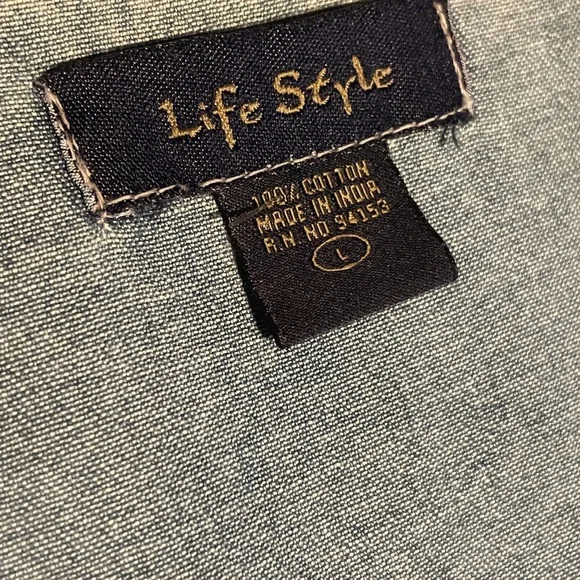 Life Style
100% COTTON
MADE IN INDIA
R.N. NO 94153
L